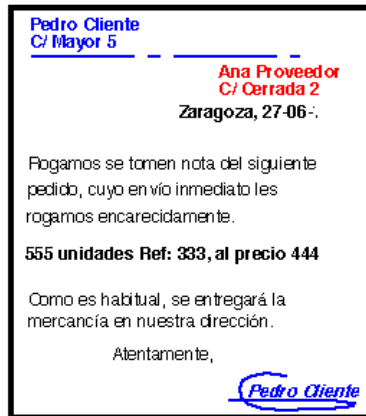 Pedro Cliente
C/ Mayor 5
Ana Proveedor
C/ Cerrada 2
Zaragoza, 27-06-.
Rogamos se tomen nota del siguiente
pedido, cuyo envío inmediato les
rogamos encarecidamente.
555 unidades Ref: 333, al precio 444
Como es habitual, se entregará la
mercancía en nuestra dirección.
Atentamente,
Pedro Cliente